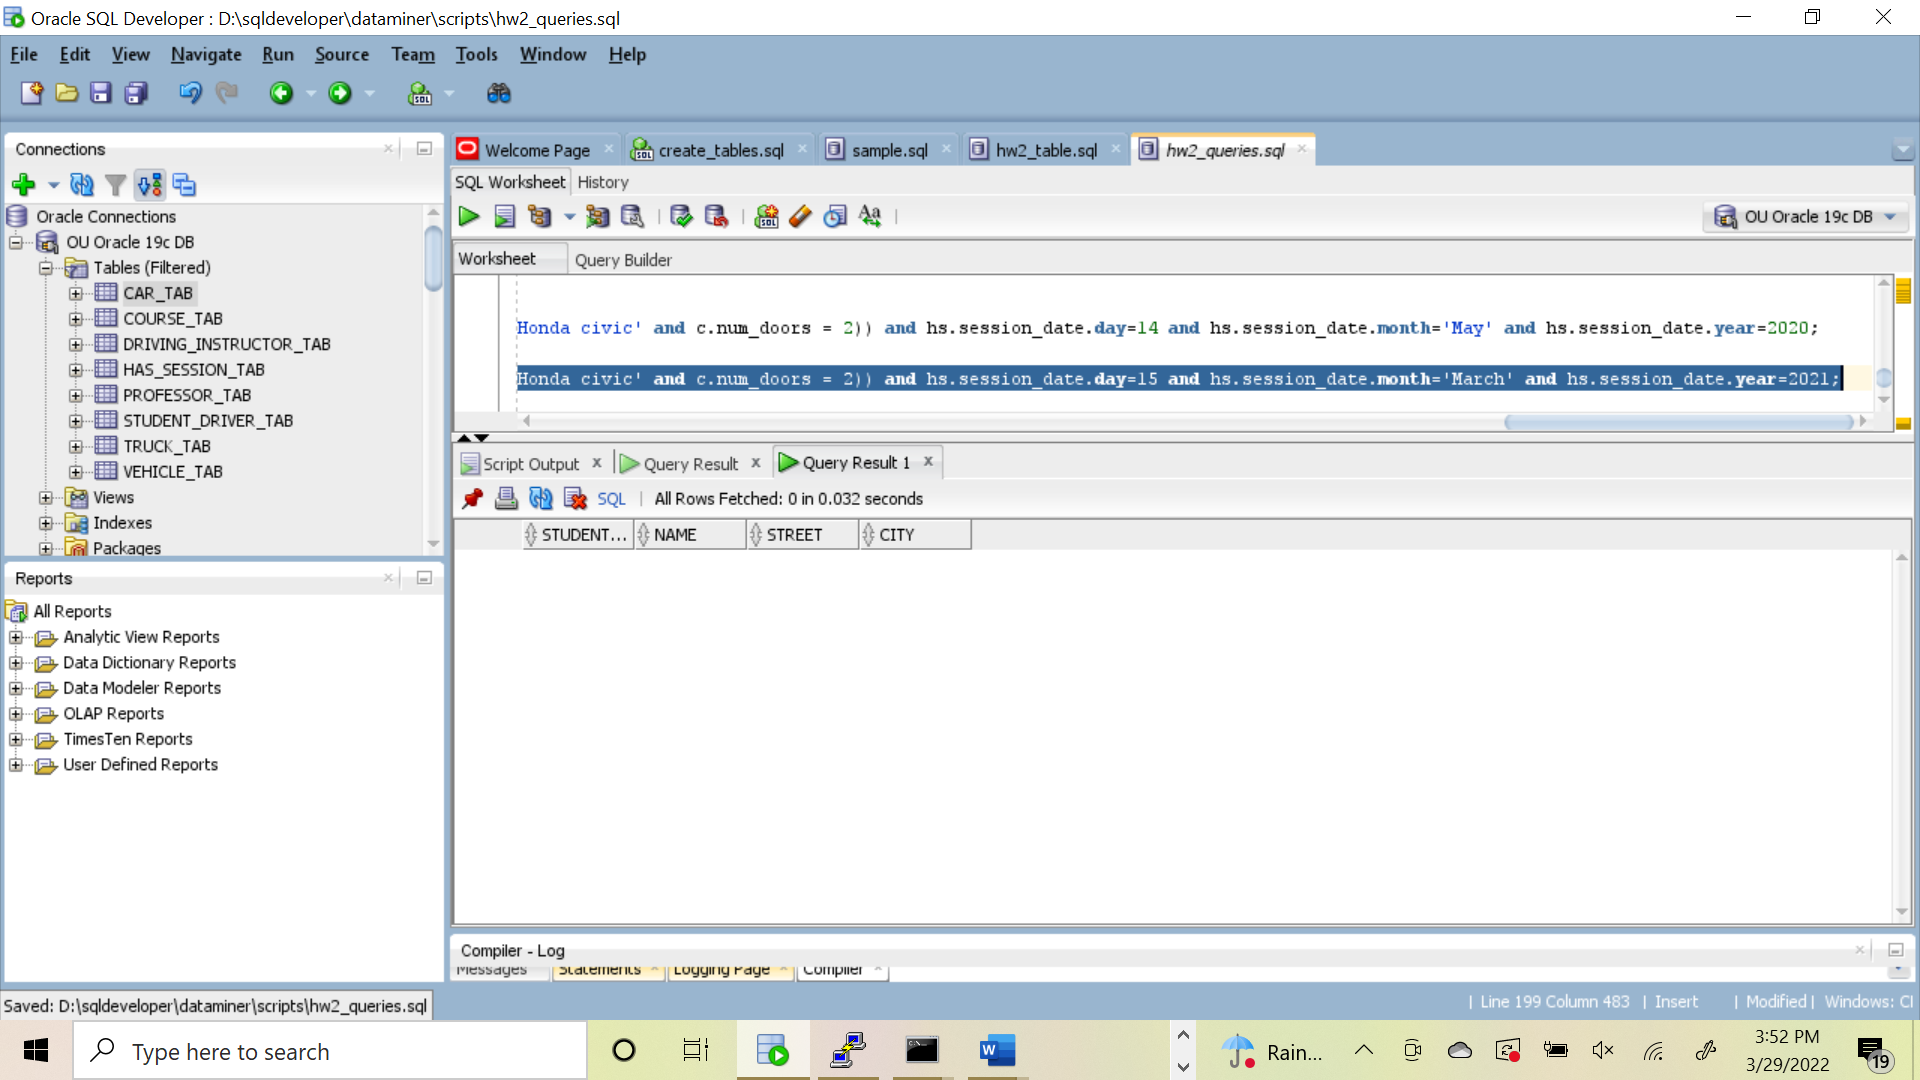 Oracle SQL Developer : D:\sqldeveloper\dataminer\scripts\hw2_queries.sql
File Edit View Navigate Run Source Team Tools Window Help
Connections
Oracle Connections
OU Oracle 19c DB
Tables (Filtered)
CAR_TAB
COURSE_TAB
DRIVING_INSTRUCTOR_TAB
HAS_SESSION_TAB
PROFESSOR_TAB
STUDENT_DRIVER_TAB
TRUCK_TAB
VEHICLE_TAB
Views
Indexes
Packages
Reports
All Reports
Analytic View Reports
Data Dictionary Reports
Data Modeler Reports
OLAP Reports
TimesTen Reports
User Defined Reports
Welcome Page create_tables.sql sample.sql hw2_table.sql hw2_queries.sql
SQL Worksheet History
OU Oracle 19c DB
Worksheet Query Builder
Honda civic' and c.num_doors = 2)) and hs.session_date.day=14 and hs.session_date.month='May' and hs.session_date.year=2020;
Honda civic' and c.num_doors = 2)) and hs.session_date.day=15 and hs.session_date.month='March' and hs.session_date.year=2021;
Script Output x Query Result x Query Result 1 x
SQL | All Rows Fetched: 0 in 0.032 seconds
STUDENT... NAME STREET CITY
Compiler - Log
Messages Statements Logging Page Compiler
Saved: D:\sqldeveloper\dataminer\scripts\hw2_queries.sql
| Line 199 Column 483 | Insert | Modified | Windows: Cl
Type here to search
Rain...
3:52 PM
3/29/2022
19